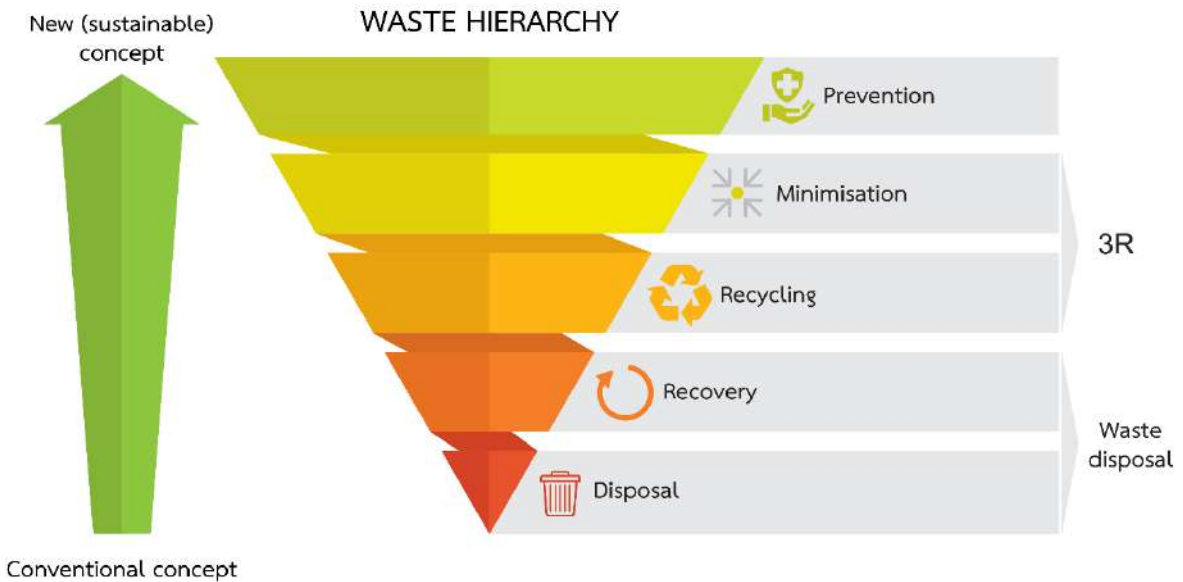 New (sustainable)
concept
WASTE HIERARCHY
Prevention
Minimisation
3R
Recycling
Recovery
Waste
disposal
Disposal
Conventional concept